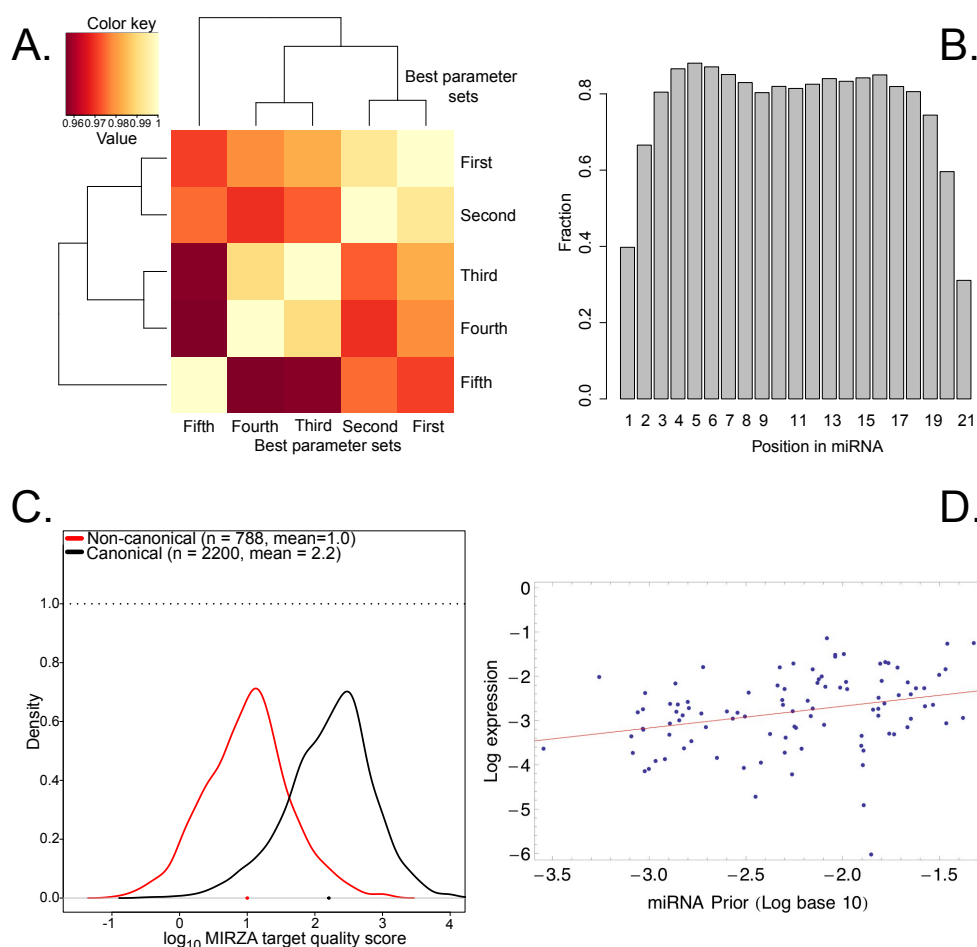 A.
Color key
0.96 0.97 0.98 0.99 1
Value
Best parameter
sets
First
Second
Third
Fourth
Fifth
Fifth Fourth Third Second First
Best parameter sets
B.
Fraction
0.0 0.2 0.4 0.6 0.8
1 2 3 4 5 6 7 8 9 11 13 15 17 19 21
Position in miRNA
C.
Non-canonical (n = 788, mean=1.0)
Canonical (n = 2200, mean = 2.2)
Density
0.0 0.2 0.4 0.6 0.8 1.0
-1 0 1 2 3 4
log10 MIRZA target quality score
D.
Log expression
0
−1
−2
−3
−4
−5
−6
−3.5 −3.0 −2.5 −2.0 −1.5
miRNA Prior (Log base 10)